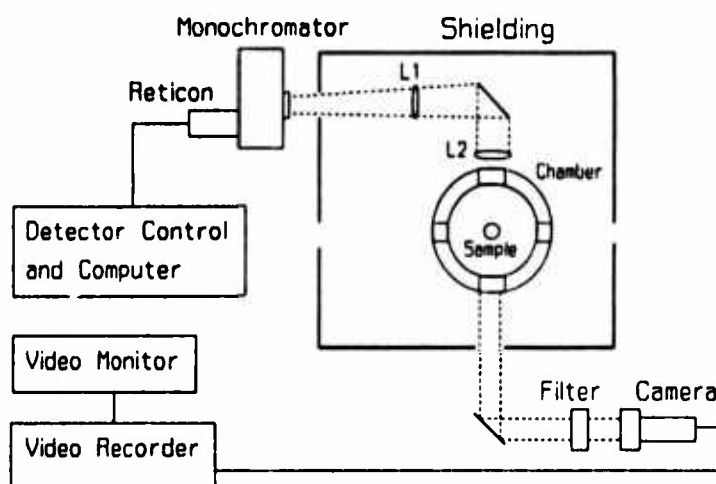 Monochromator
Shielding
L1
Reticon
L2
Chamber
Sample
Detector Control
and Computer
Video Monitor
Filter
Camera
Video Recorder